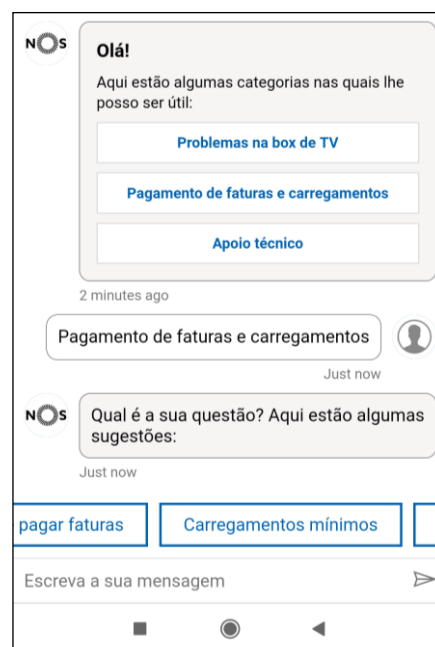 NOS
Olá!
Aqui estão algumas categorias nas quais lhe
posso ser útil:
Problemas na box de TV
Pagamento de faturas e carregamentos
Apoio técnico
2 minutes ago
Pagamento de faturas e carregamentos
Just now
NOS
Qual é a sua questão? Aqui estão algumas
sugestões:
Just now
pagar faturas
Carregamentos mínimos
Escreva a sua mensagem